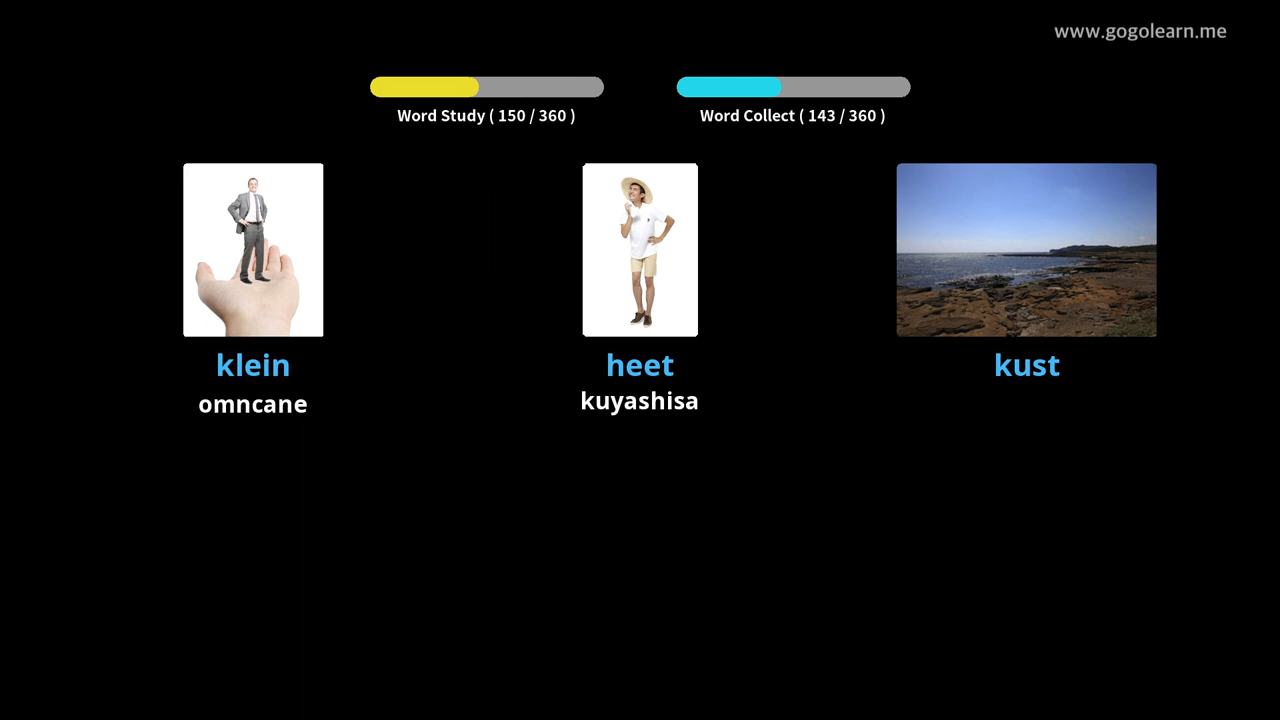 www.gogolearn.me
Word Study ( 150 / 360 )
Word Collect ( 143 / 360 )
klein
heet
kust
omncane
kuyashisa